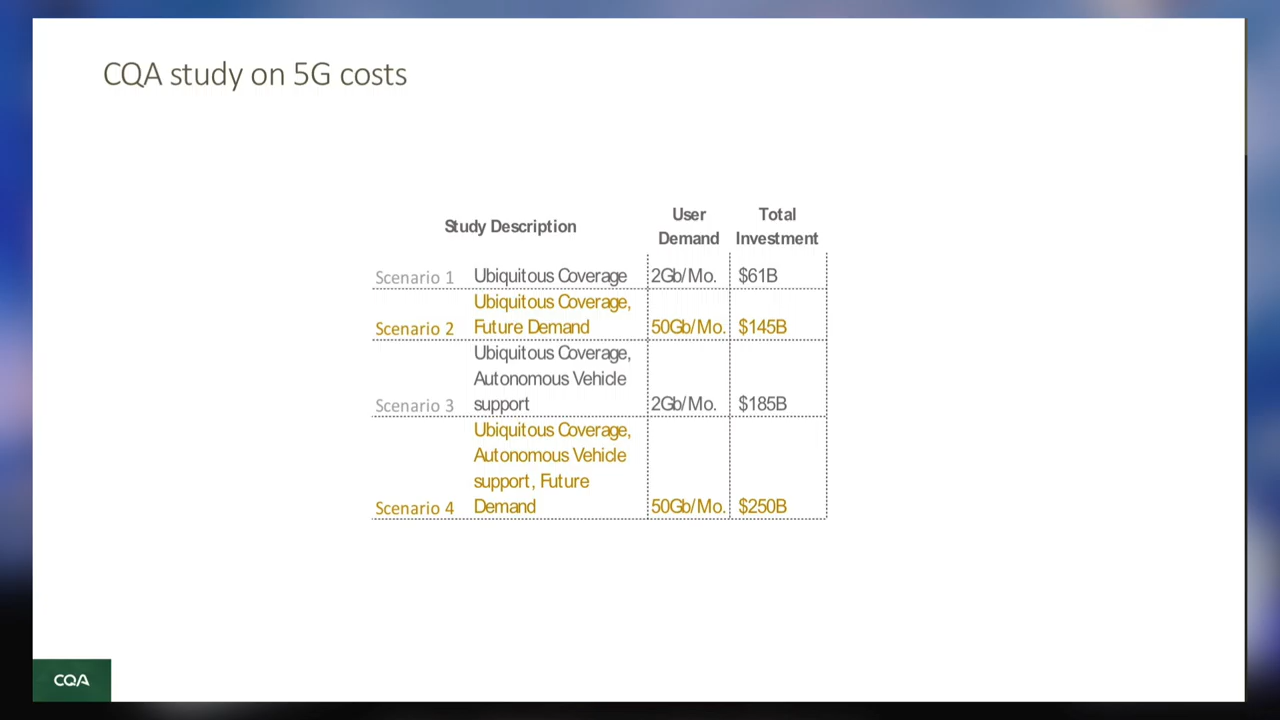 CQA study on 5G costs
Study Description User Demand Total Investment
Scenario 1 Ubiquitous Coverage 2Gb/Mo. $61B
Ubiquitous Coverage,
Scenario 2 Future Demand 50Gb/Mo. $145B
Ubiquitous Coverage,
Autonomous Vehicle
Scenario 3 support 2Gb/Mo. $185B
Ubiquitous Coverage,
Autonomous Vehicle
support, Future
Scenario 4 Demand 50Gb/Mo. $250B
CQA